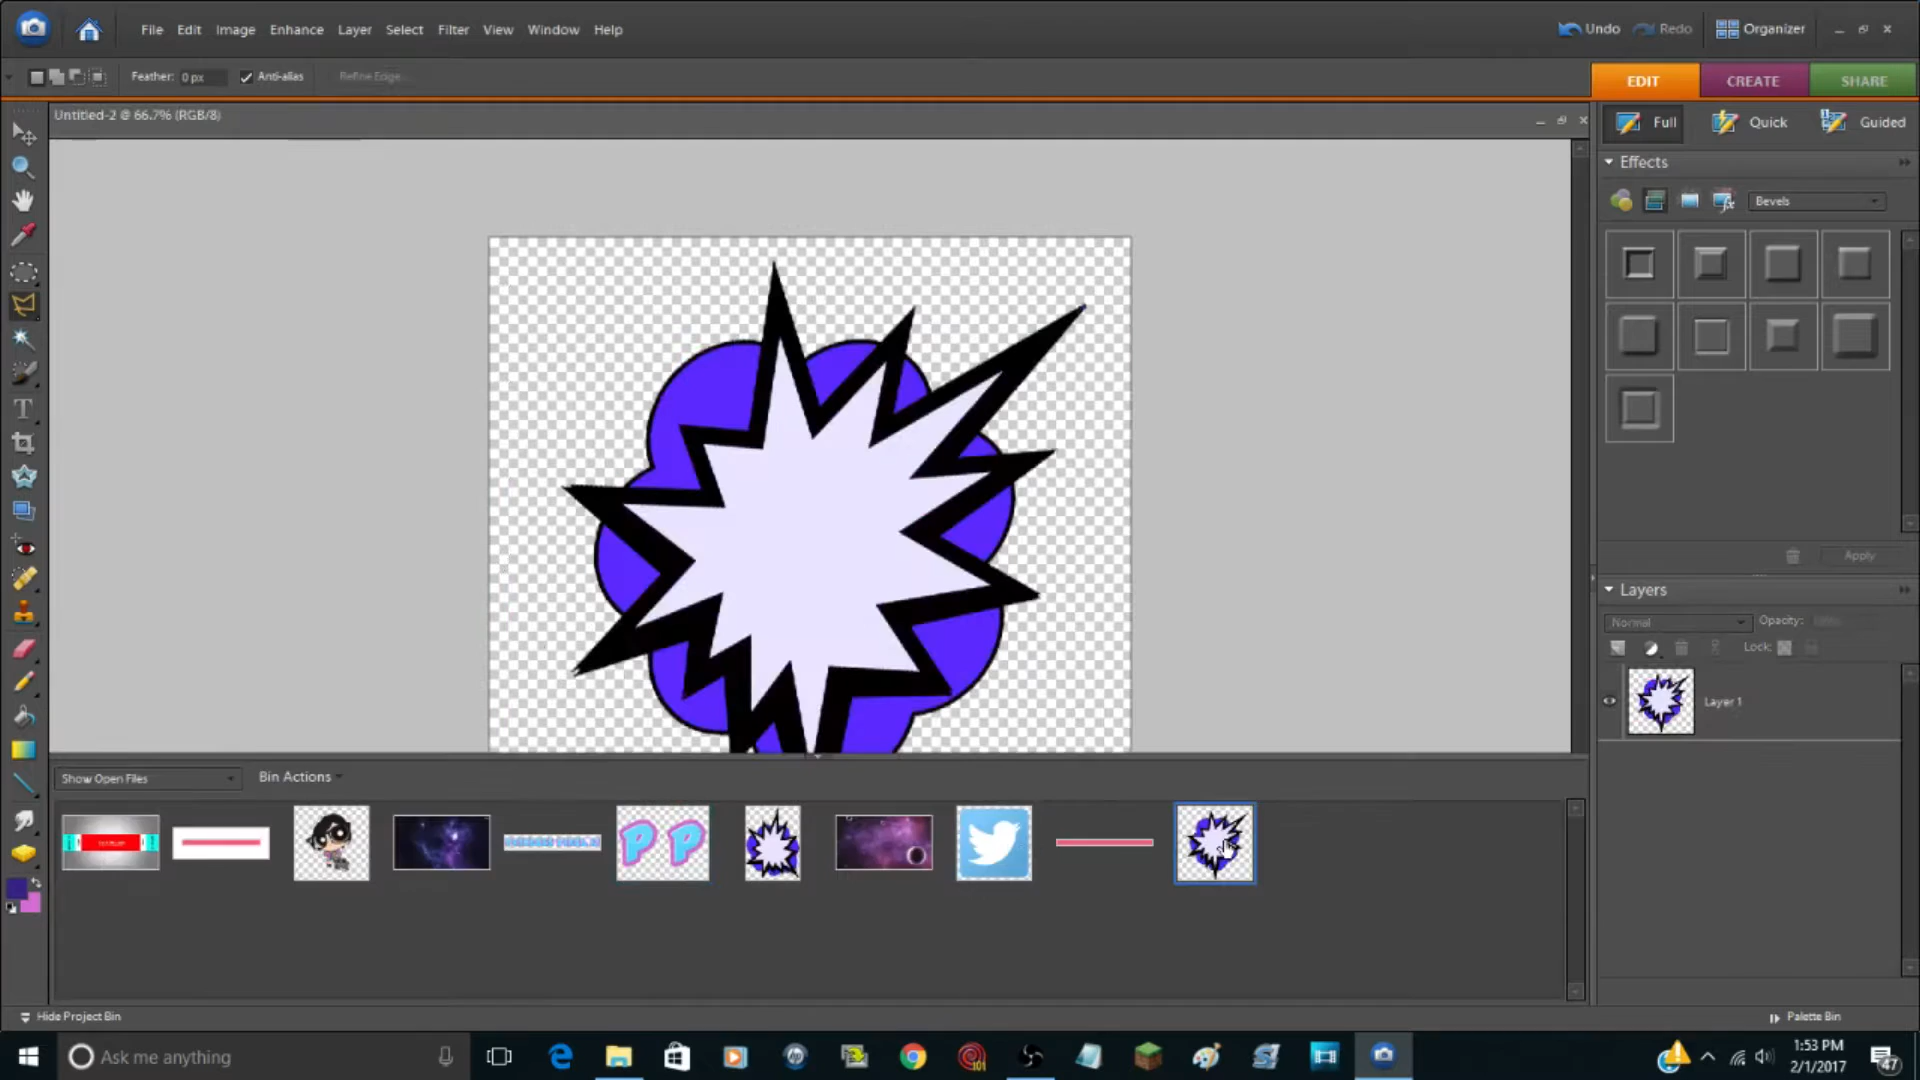 File Edit Image Enhance Layer Select Filter View Window Help
Undo Redo Organizer
Feather: 0 px Anti-alias Refine Edge...
EDIT CREATE SHARE
Untitled-2 @ 66.7% (RGB/8)
Full Quick Guided
Effects
Bevels
Apply
Layers
Normal Opacity:
Lock:
Layer 1
Show Open Files Bin Actions
P P
Hide Project Bin
Palette Bin
Ask me anything
101
1:53 PM
2/1/2017
47